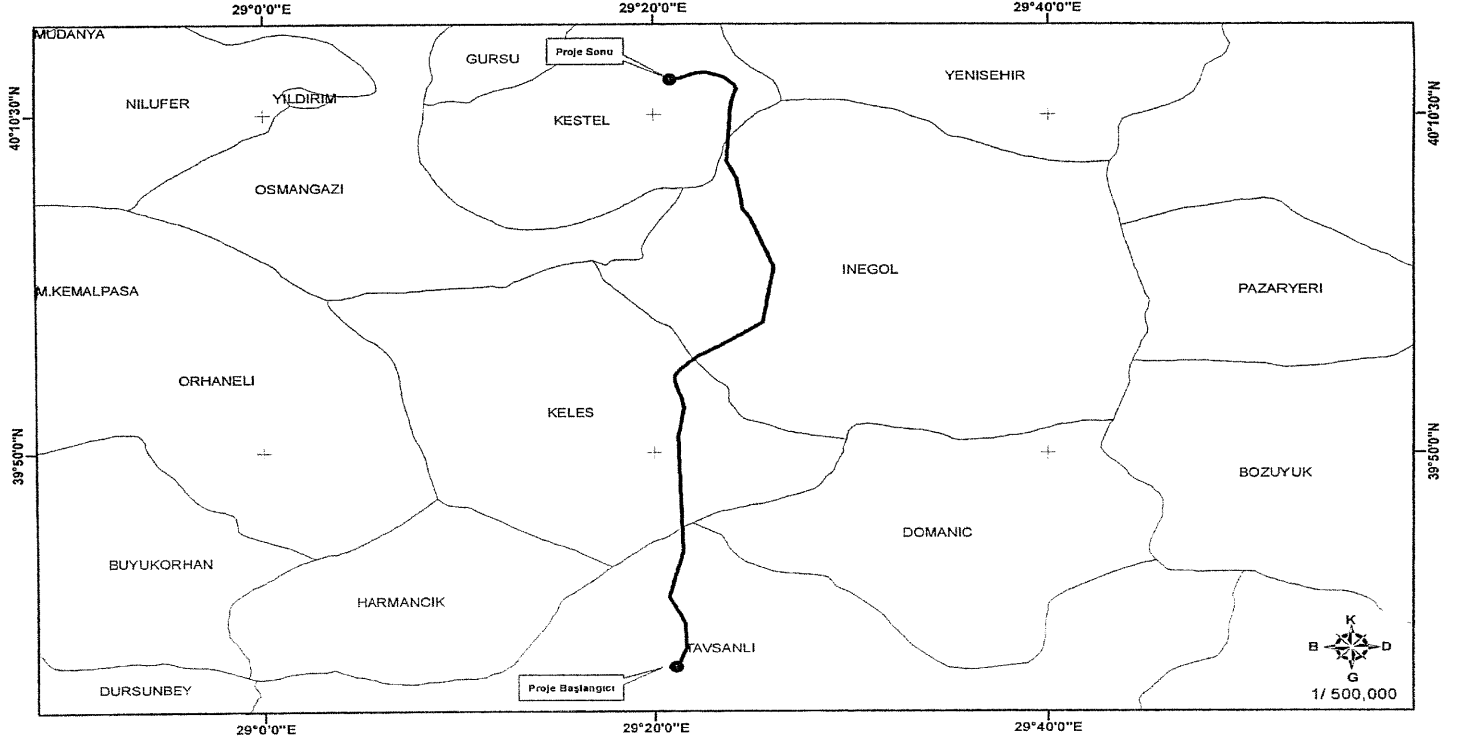 29°0'0"E
29°20'0"E
29°40'0"E
MUDANYA
GURSU
Proje Sonu
YENISEHIR
NILUFER
YILDIRIM
KESTEL
40°10'30"N
40°10'30"N
OSMANGAZI
INEGOL
M.KEMALPASA
PAZARYERI
ORHANELI
KELES
39°50'0"N
39°50'0"N
BOZUYUK
DOMANIC
BUYUKORHAN
HARMANCIK
TAVSANLI
K
B
D
G
DURSUNBEY
Proje Başlangıcı
1/ 500,000
29°0'0"E
29°20'0"E
29°40'0"E